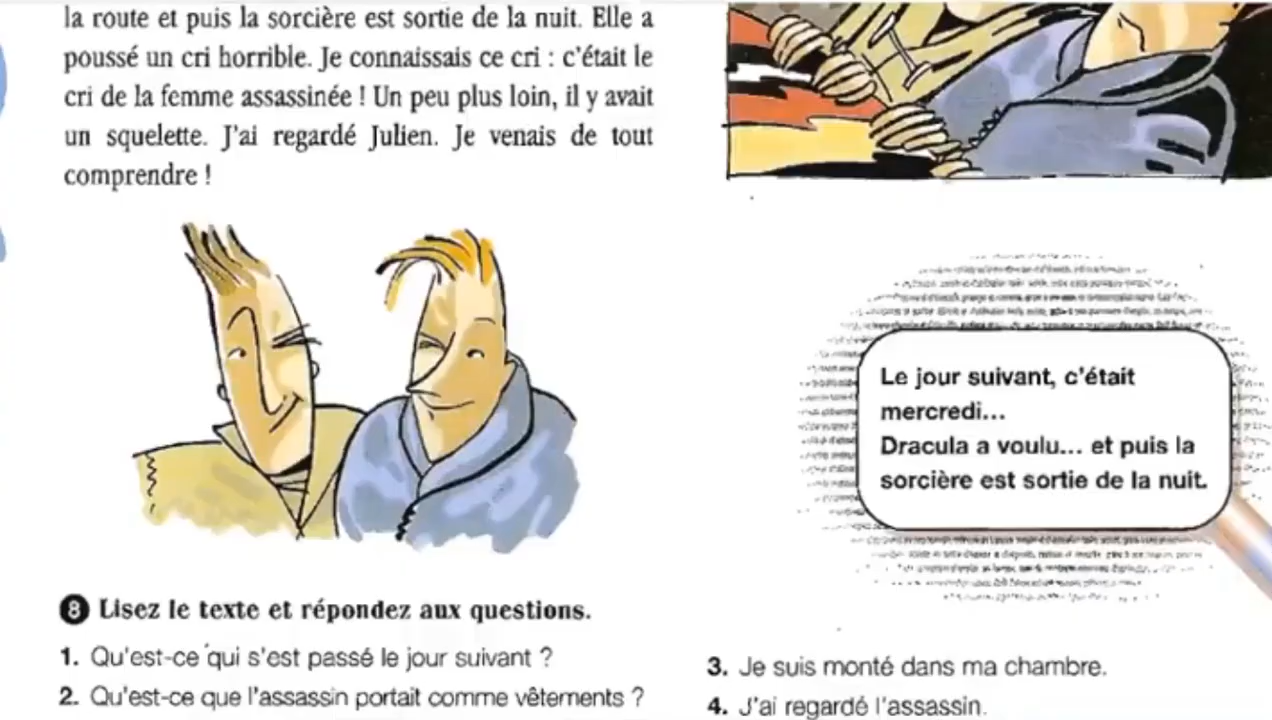 la route et puis la sorcière est sortie de la nuit. Elle a
poussé un cri horrible. Je connaissais ce cri : c'était le
cri de la femme assassinée ! Un peu plus loin, il y avait
un squelette. J'ai regardé Julien. Je venais de tout
comprendre !
Le jour suivant, c'était
mercredi...
Dracula a voulu... et puis la
sorcière est sortie de la nuit.
8 Lisez le texte et répondez aux questions.
1. Qu'est-ce qui s'est passé le jour suivant ?
2. Qu'est-ce que l'assassin portait comme vêtements ?
3. Je suis monté dans ma chambre.
4. J'ai regardé l'assassin.